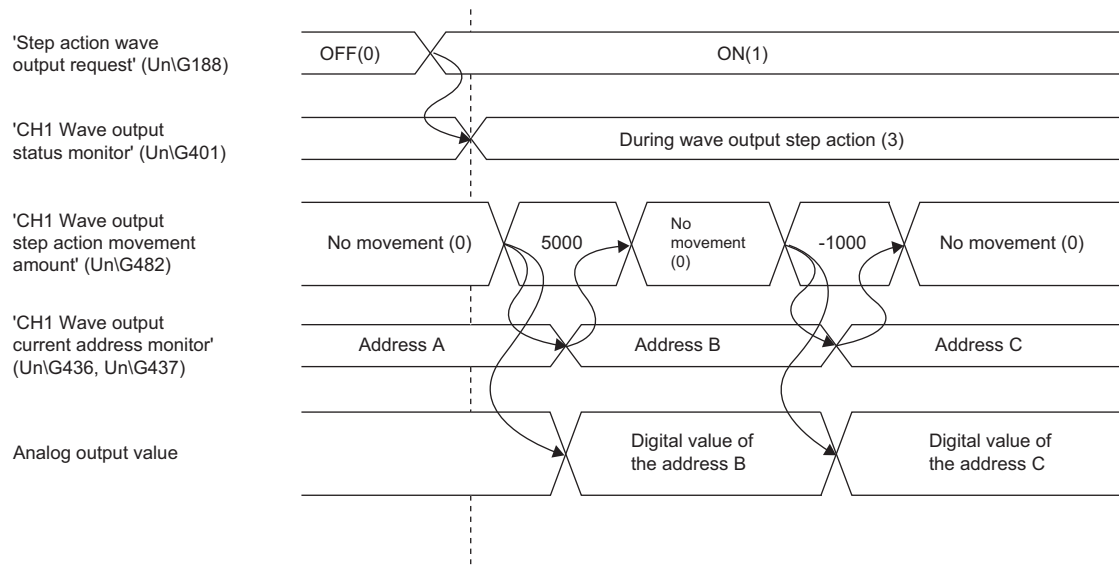 'Step action wave
output request' (Un\G188)
OFF(0)
ON(1)
'CH1 Wave output
status monitor' (Un\G401)
During wave output step action (3)
'CH1 Wave output
step action movement
amount' (Un\G482)
No movement (0)
5000
No
movement
(0)
-1000
No movement (0)
'CH1 Wave output
current address monitor'
(Un\G436, Un\G437)
Address A
Address B
Address C
Analog output value
Digital value of
the address B
Digital value of
the address C